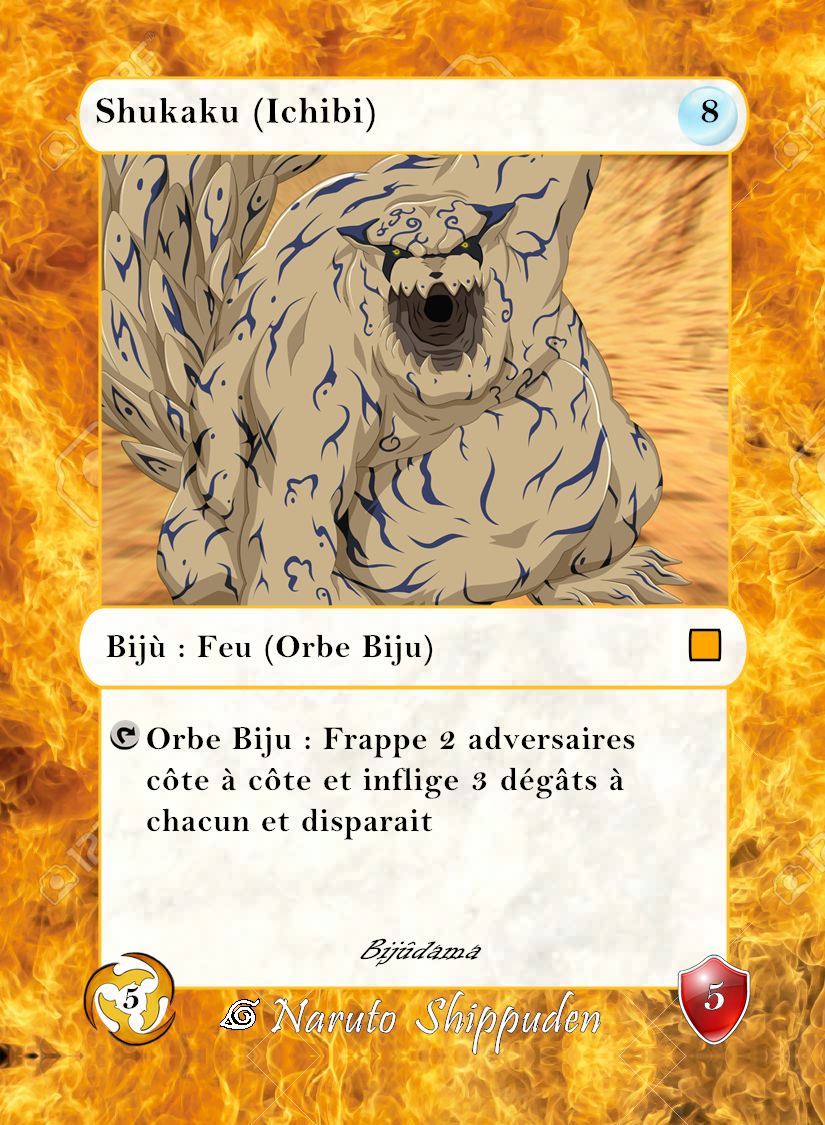 Shukaku (Ichibi)
8
Bijù : Feu (Orbe Biju)
Orbe Biju : Frappe 2 adversaires
côte à côte et inflige 3 dégâts à
chacun et disparait
Bijûdama
5
Naruto Shippuden
5